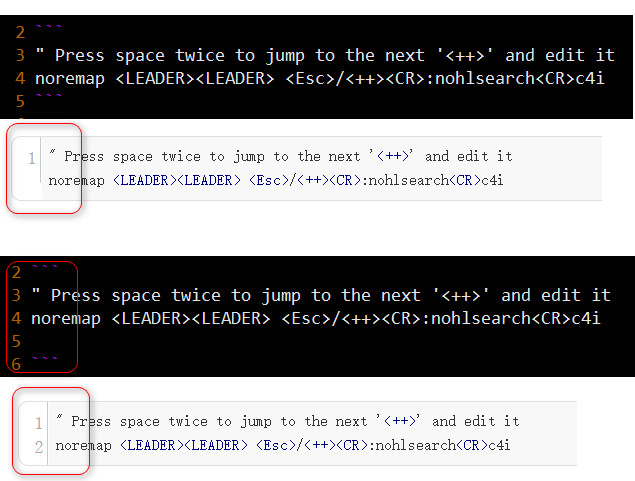 2 ```
3 " Press space twice to jump to the next '<++>' and edit it
4 noremap <LEADER><LEADER> <Esc>/<++><CR>:nohlsearch<CR>c4i
5 ```
1 " Press space twice to jump to the next '<++>' and edit it
noremap <LEADER><LEADER> <Esc>/<++><CR>:nohlsearch<CR>c4i
2 ```
3 " Press space twice to jump to the next '<++>' and edit it
4 noremap <LEADER><LEADER> <Esc>/<++><CR>:nohlsearch<CR>c4i
5
6 ```
1 " Press space twice to jump to the next '<++>' and edit it
2 noremap <LEADER><LEADER> <Esc>/<++><CR>:nohlsearch<CR>c4i